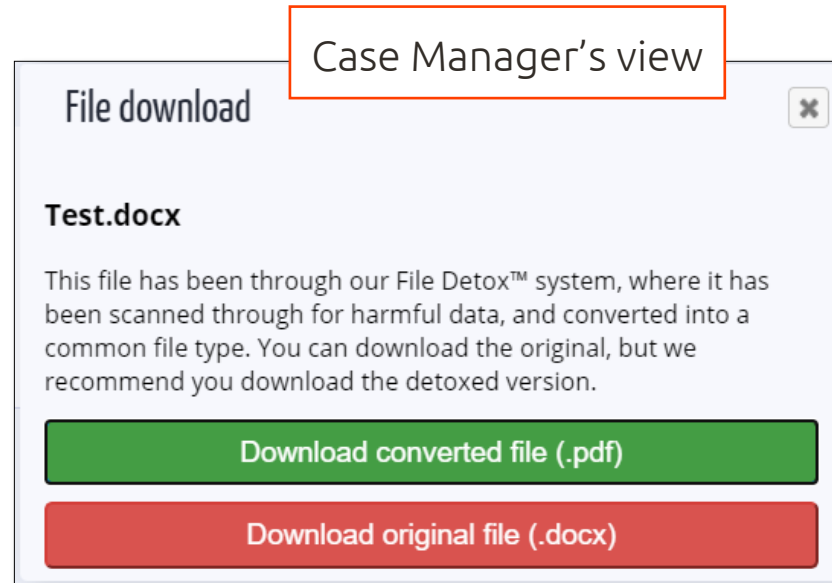 Case Manager’s view
File download
Test.docx
This file has been through our File Detox™ system, where it has
been scanned through for harmful data, and converted into a
common file type. You can download the original, but we
recommend you download the detoxed version.
Download converted file (.pdf)
Download original file (.docx)